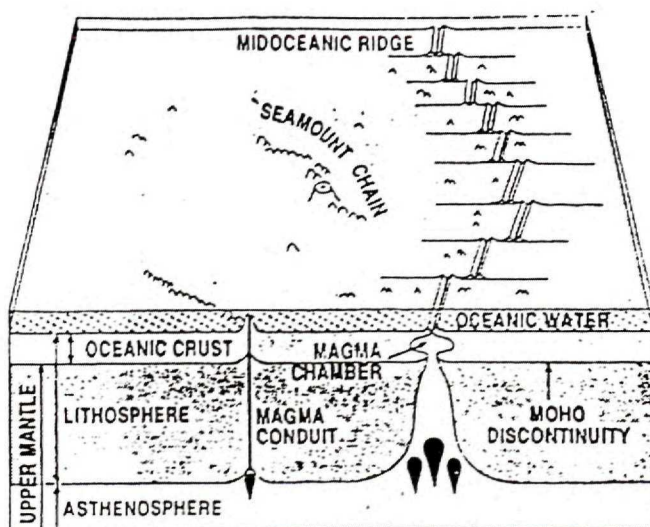 MIDOCEANIC RIDGE
SEAMOUNT CHAIN
OCEANIC WATER
OCEANIC CRUST
MAGMA
CHAMBER
UPPER MANTLE
LITHOSPHERE
MAGMA
CONDUIT
MOHO
DISCONTINUITY
ASTHENOSPHERE